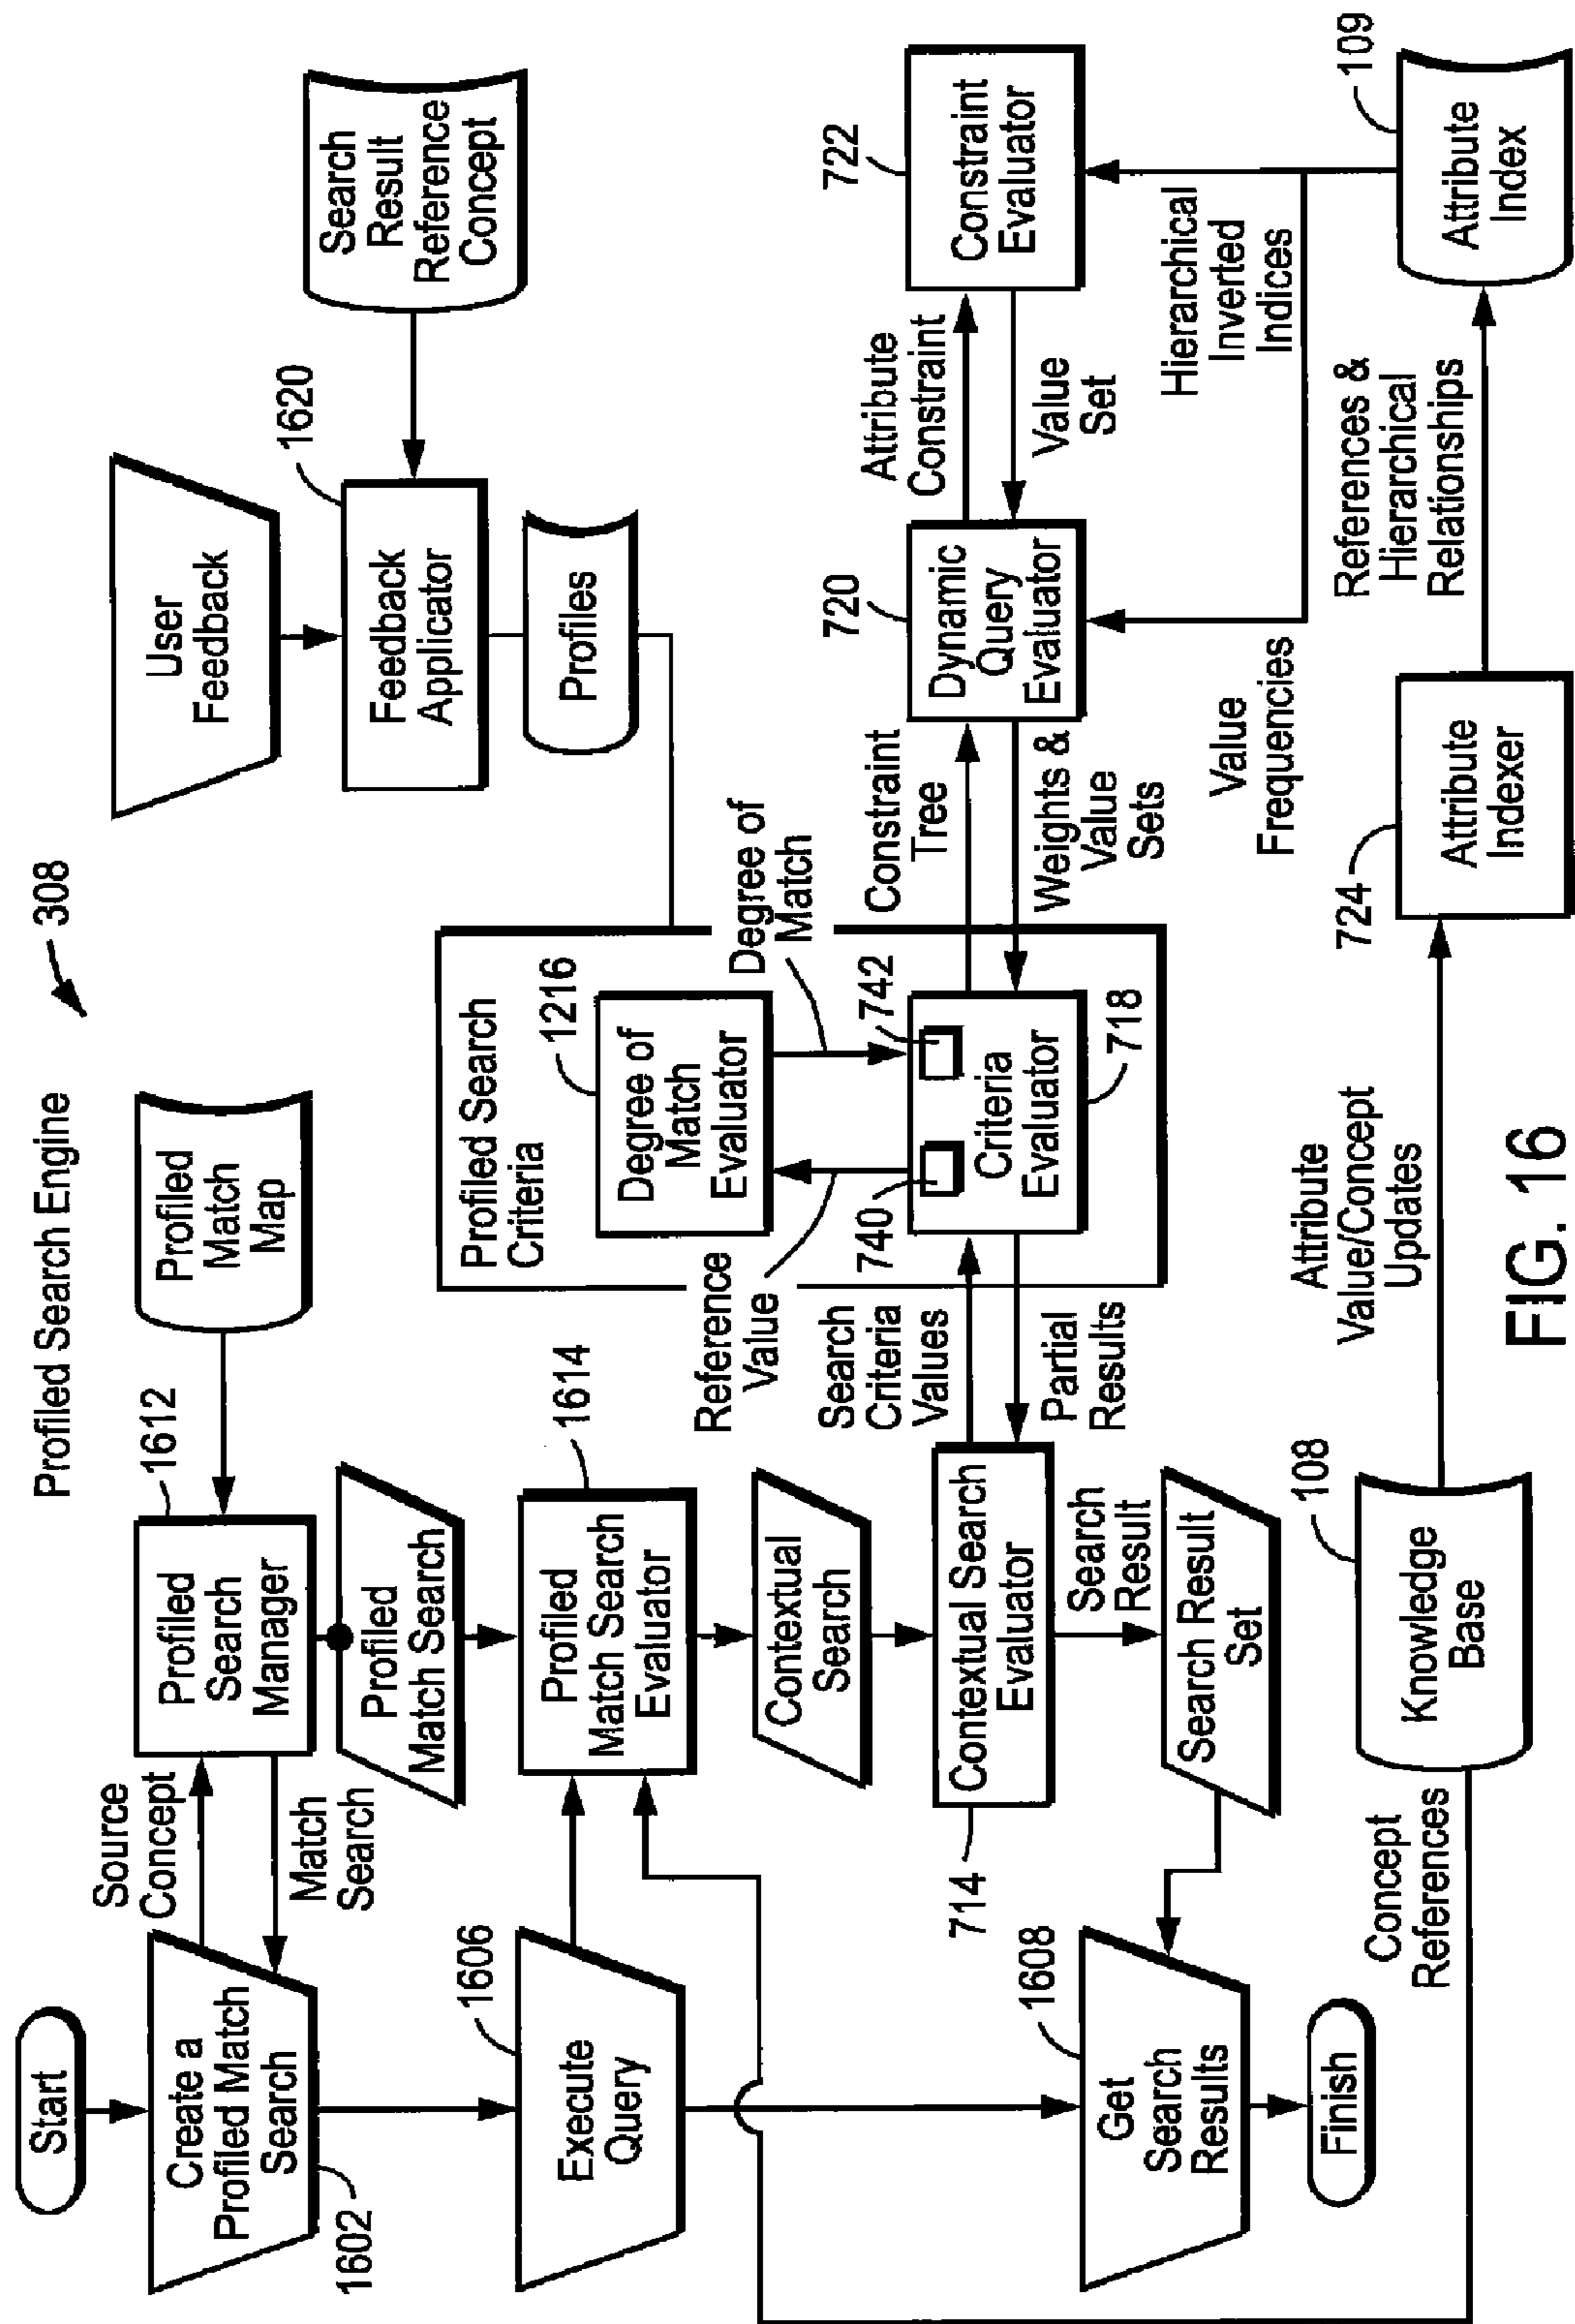 Profiled Search Engine
308
Start
Create a
Profiled Match
Search
1602
Source
Concept
Match
Search
Profiled
Search
Manager
1612
Profiled
Match
Map
Profiled
Match Search
Execute
Query
1606
Profiled
Match Search
Evaluator
1614
Contextual
Search
Contextual Search
Evaluator
714
Search
Result
Search Result
Set
Get
Search
Results
1608
Finish
Concept
References
Knowledge
Base
108
User
Feedback
Feedback
Applicator
1620
Search
Result
Reference
Concept
Profiles
Profiled Search
Criteria
Degree of
Match
Evaluator
1216
Reference
Value
Degree of
Match
740
742
Criteria
Evaluator
718
Search
Criteria
Values
Partial
Results
Constraint
Tree
Weights &
Value
Sets
Dynamic
Query
Evaluator
720
Attribute
Constraint
Value
Set
Constraint
Evaluator
722
Hierarchical
Inverted
Indices
Value
Frequencies
Attribute
Value/Concept
Updates
Attribute
Indexer
724
References &
Hierarchical
Relationships
Attribute
Index
109
FIG. 16